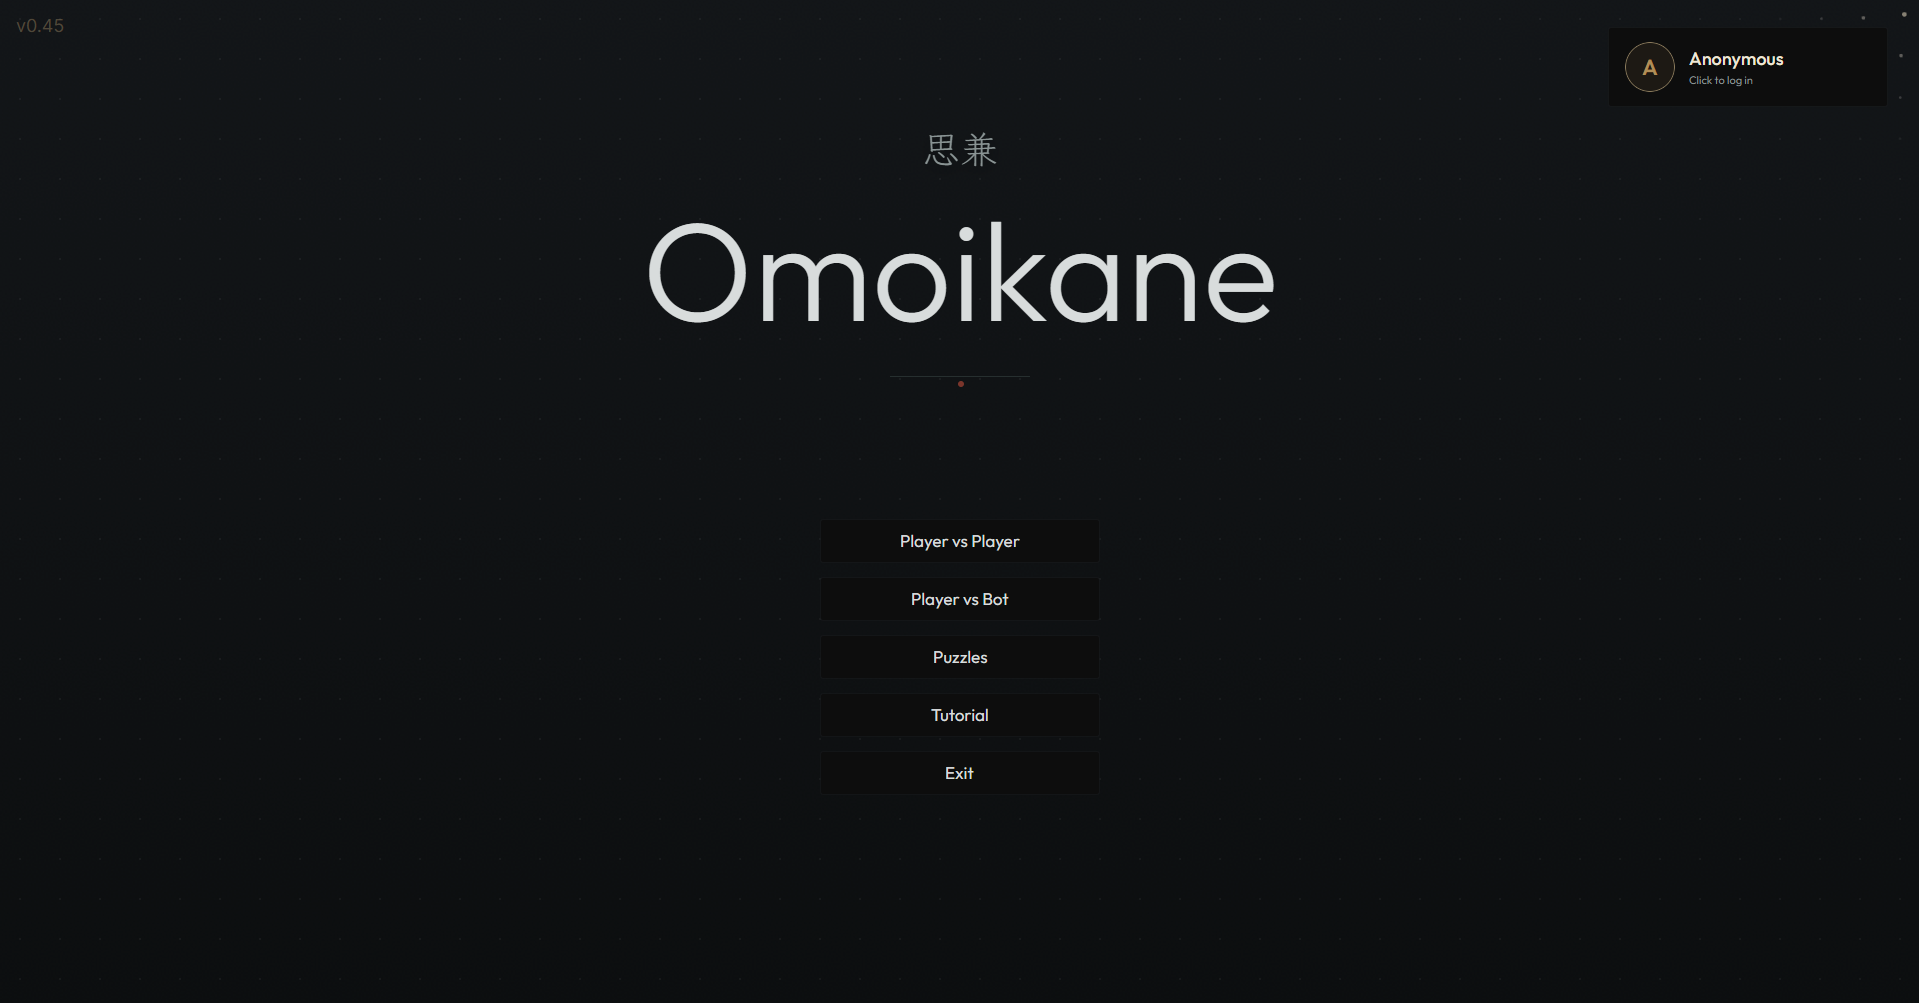 v0.45
A
Anonymous
Click to log in
思兼
Omoikane
Player vs Player
Player vs Bot
Puzzles
Tutorial
Exit